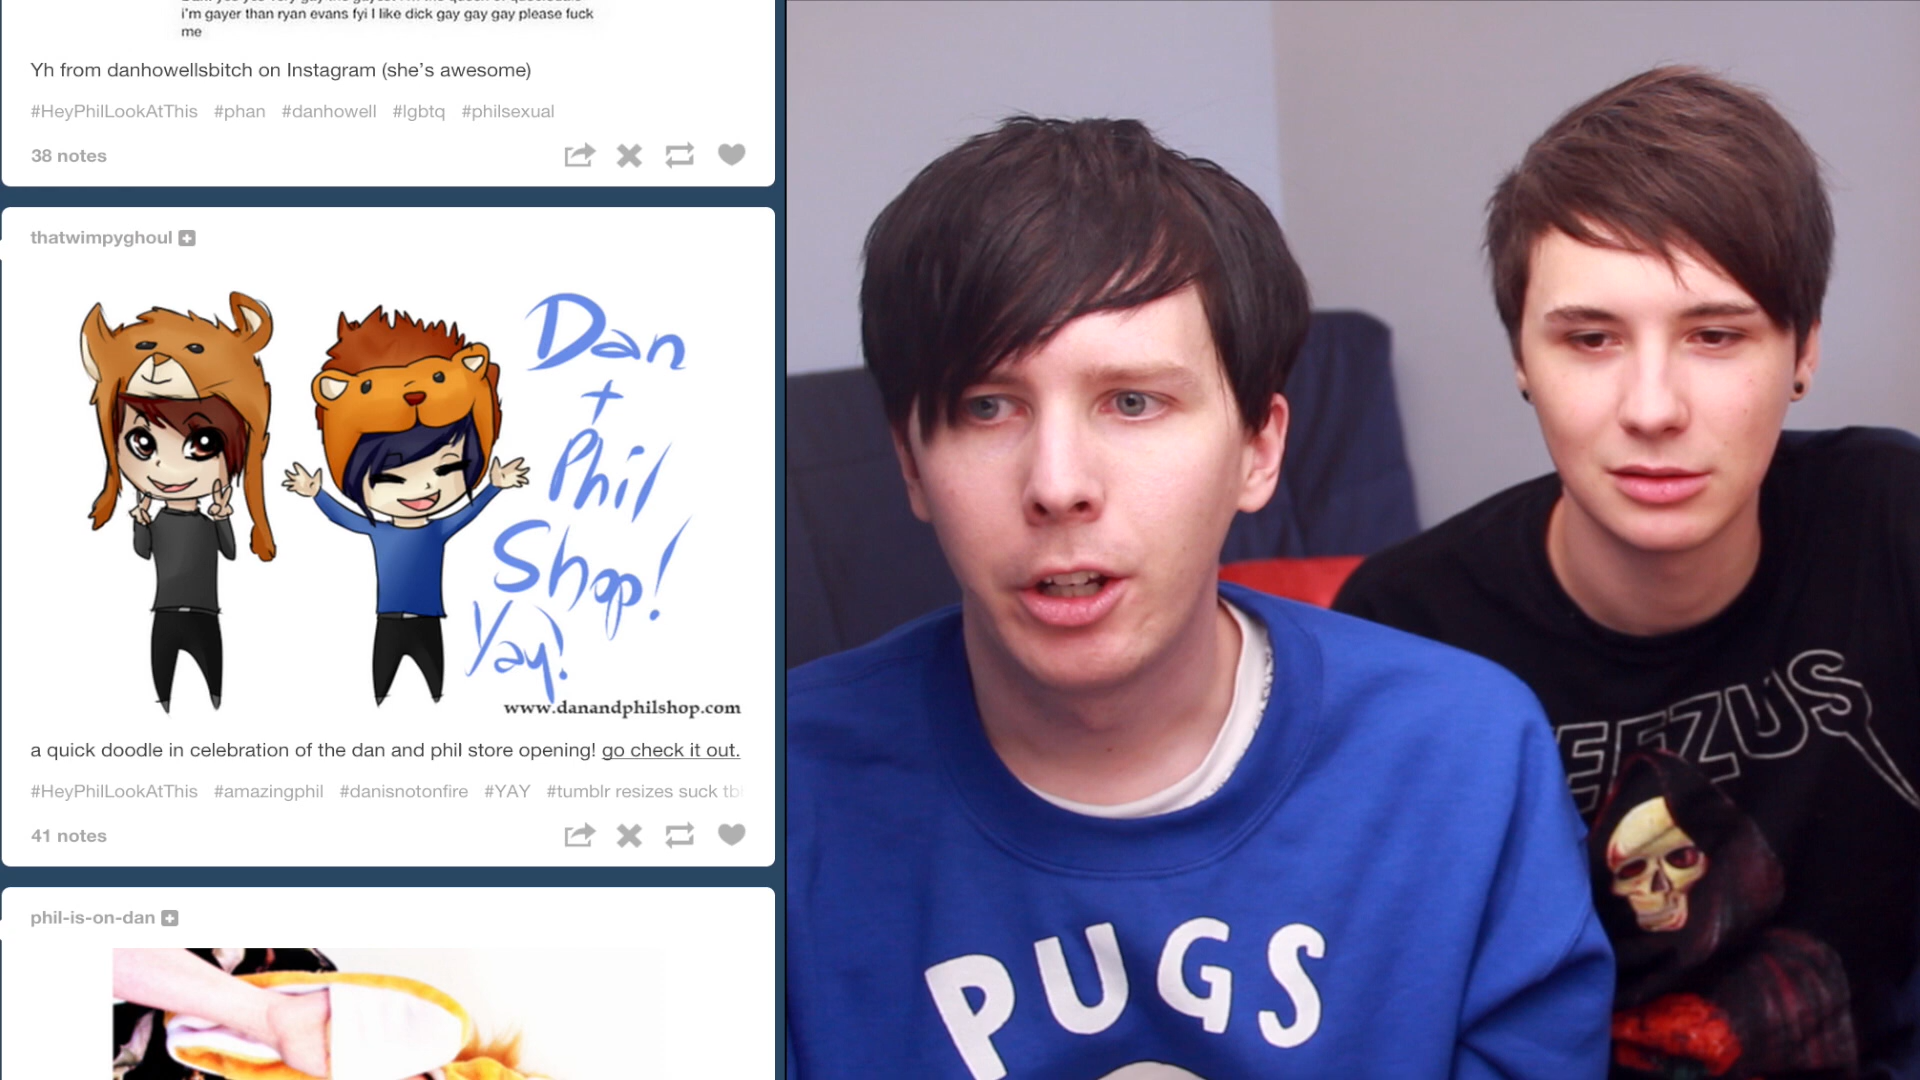 i'm gayer than ryan evans fyi I like dick gay gay gay please fuck
me
Yh from danhowellsbitch on Instagram (she's awesome)
#HeyPhilLookAtThis #phan #danhowell #lgbtq #philsexual
38 notes
thatwimpyghoul
Dan
+
Phil
Shop!
Yay!
www.danandphilshop.com
a quick doodle in celebration of the dan and phil store opening! go check it out.
#HeyPhilLookAtThis #amazingphil #danisnotonfire #YAY #tumblr resizes suck
41 notes
phil-is-on-dan
PUGS
EEZUS